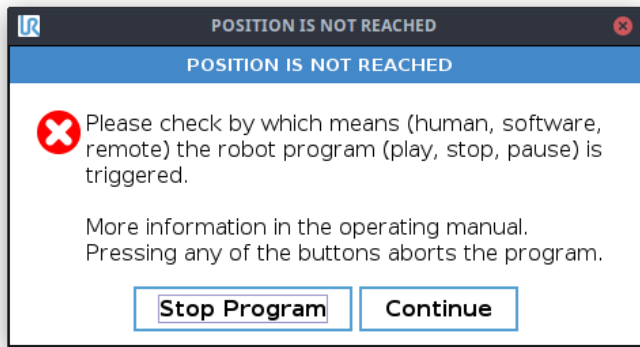 UR
POSITION IS NOT REACHED
POSITION IS NOT REACHED
Please check by which means (human, software,
remote) the robot program (play, stop, pause) is
triggered.
More information in the operating manual.
Pressing any of the buttons aborts the program.
Stop Program
Continue